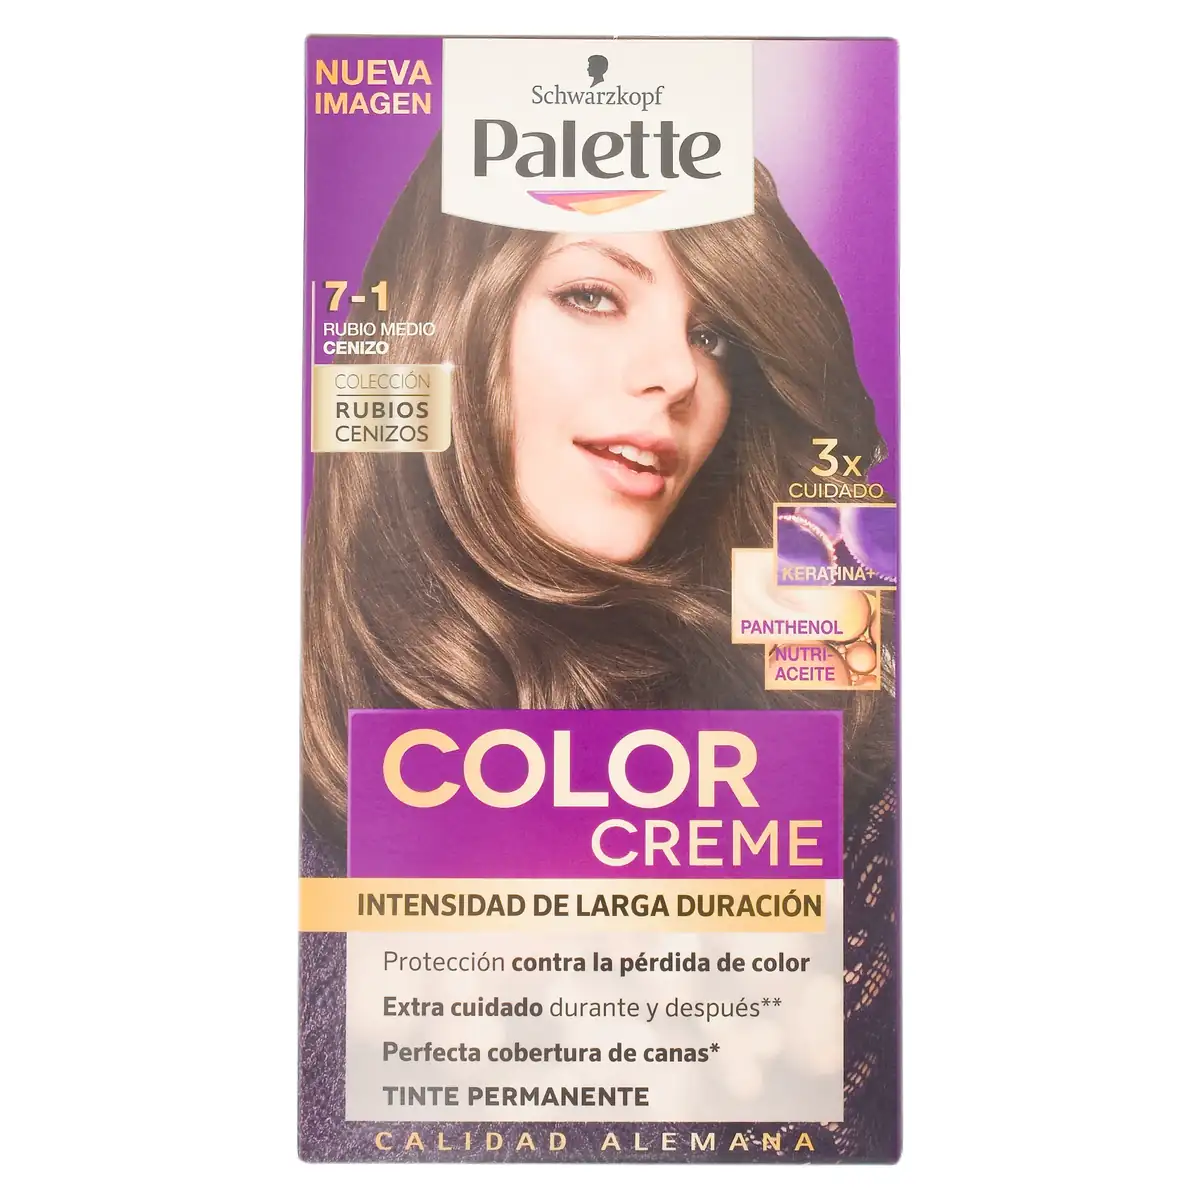 NUEVA
IMAGEN
Schwarzkopf
Palette
7-1
RUBIO MEDIO
CENIZO
COLECCIÓN
RUBIOS
CENIZOS
3x
CUIDADO
KERATINA+
PANTHENOL
NUTRI-
ACEITE
COLOR
CREME
INTENSIDAD DE LARGA DURACIÓN
Protección contra la pérdida de color
Extra cuidado durante y después**
Perfecta cobertura de canas*
TINTE PERMANENTE
CALIDAD ALEMANA